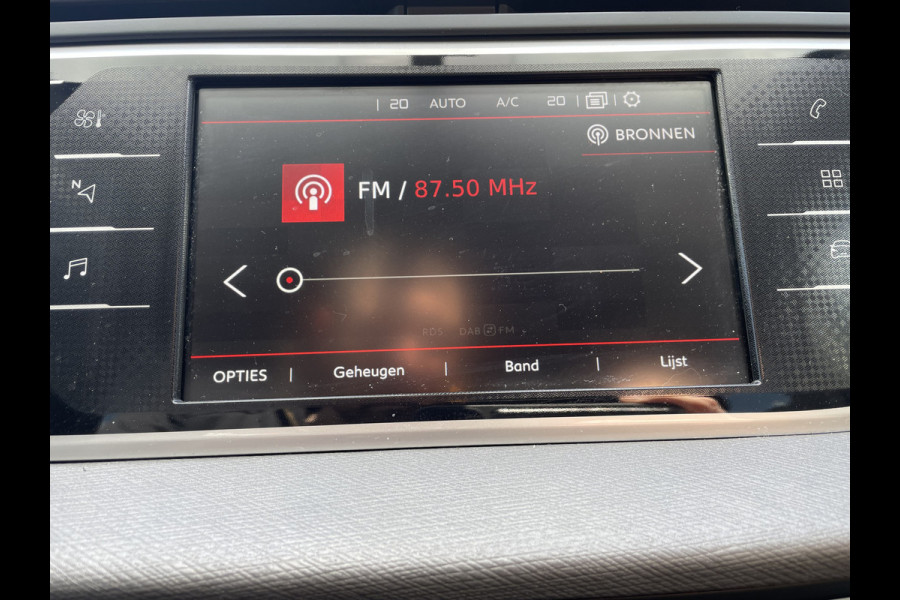 20 AUTO A/C 20
BRONNEN
N
FM / 87.50 MHz
RDS DAB FM
OPTIES | Geheugen | Band | Lijst